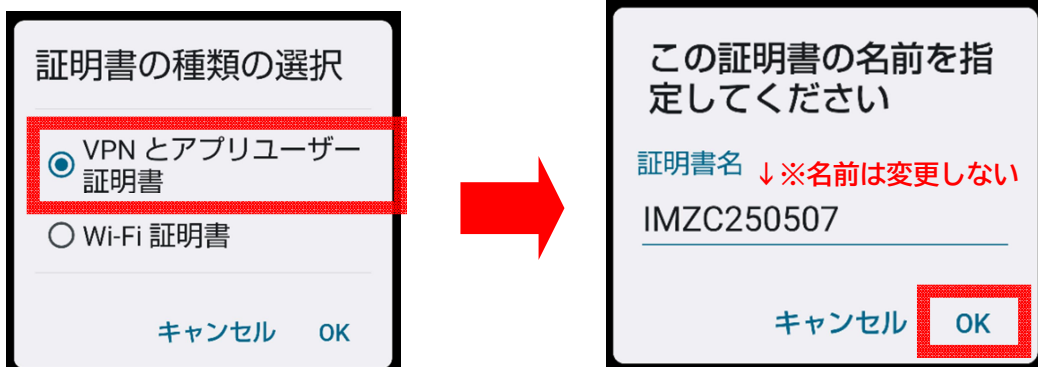 証明書の種類の選択
VPN とアプリユーザー
証明書
Wi-Fi 証明書
キャンセル OK
この証明書の名前を指
定してください
証明書名 ↓※名前は変更しない
IMZC250507
キャンセル OK